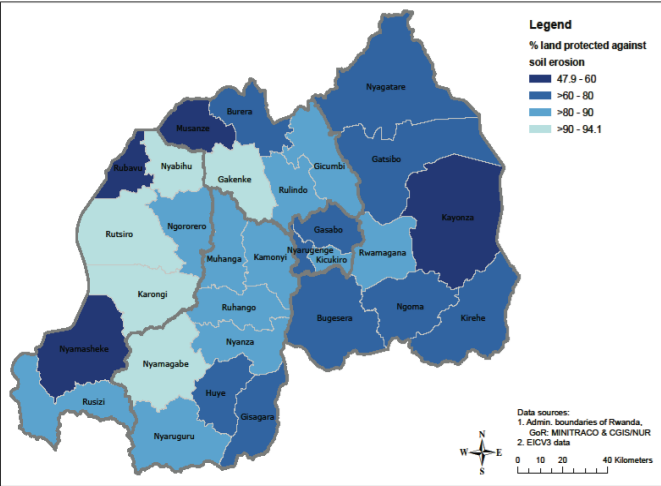 Legend
% land protected against
soil erosion
47.9 - 60
>60 - 80
>80 - 90
>90 - 94.1
Nyagatare
Burera
Musanze
Gatsibo
Gicumbi
Rubavu
Nyabihu
Gakenke
Rulindo
Kayonza
Rutsiro
Ngororero
Gasabo
Nyarugenge
Kicukiro
Rwamagana
Muhanga
Kamonyi
Karongi
Ruhango
Bugesera
Ngoma
Kirehe
Nyamasheke
Nyanza
Nyamagabe
Huye
Rusizi
Gisagara
Nyaruguru
N
W
E
S
Data sources:
1. Admin. boundaries of Rwanda,
GoR: MINITRACO & CGIS/NUR
2. EICV3 data
0 10 20 40 Kilometers